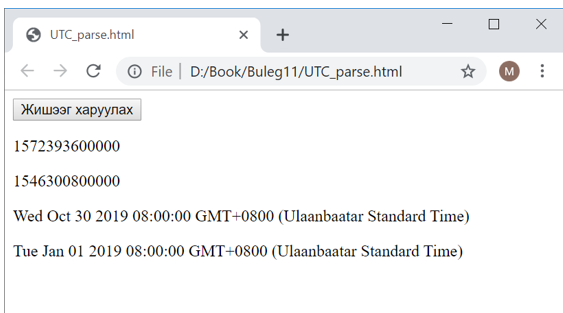 UTC_parse.html
File | D:/Book/Buleg11/UTC_parse.html
M
Жишээг харуулах
1572393600000
1546300800000
Wed Oct 30 2019 08:00:00 GMT+0800 (Ulaanbaatar Standard Time)
Tue Jan 01 2019 08:00:00 GMT+0800 (Ulaanbaatar Standard Time)